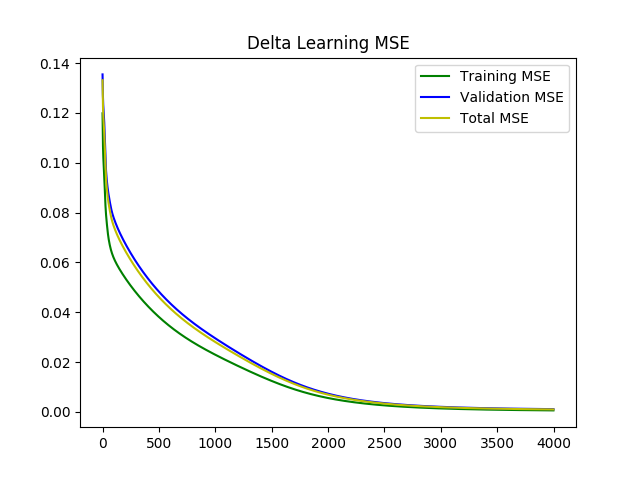 Delta Learning MSE
Training MSE
Validation MSE
Total MSE
0.14
0.12
0.10
0.08
0.06
0.04
0.02
0.00
0 500 1000 1500 2000 2500 3000 3500 4000